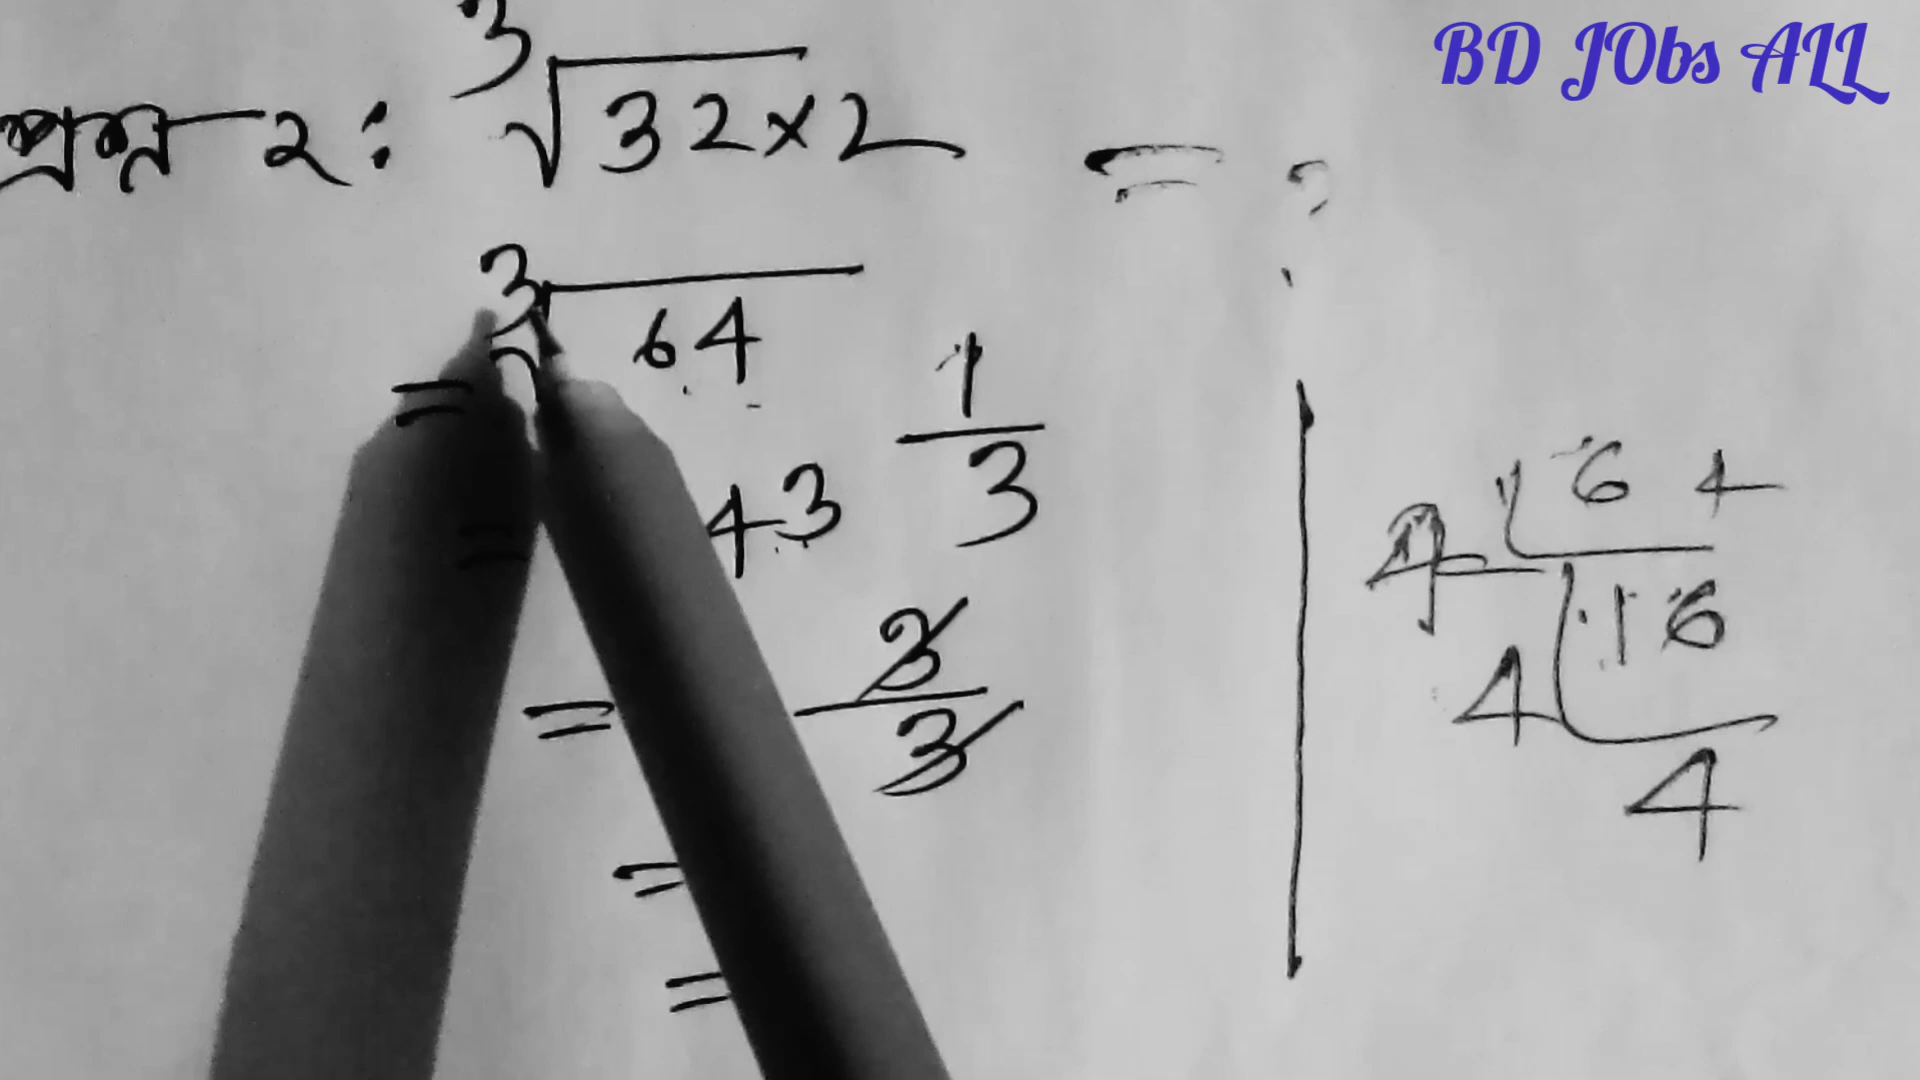 BD JObs ALL
প্রশ্ন-২: ∛32×2 = ?
= ∛64
= 4 3 1/3
= 3/3
=
=
4 64
4 16
4